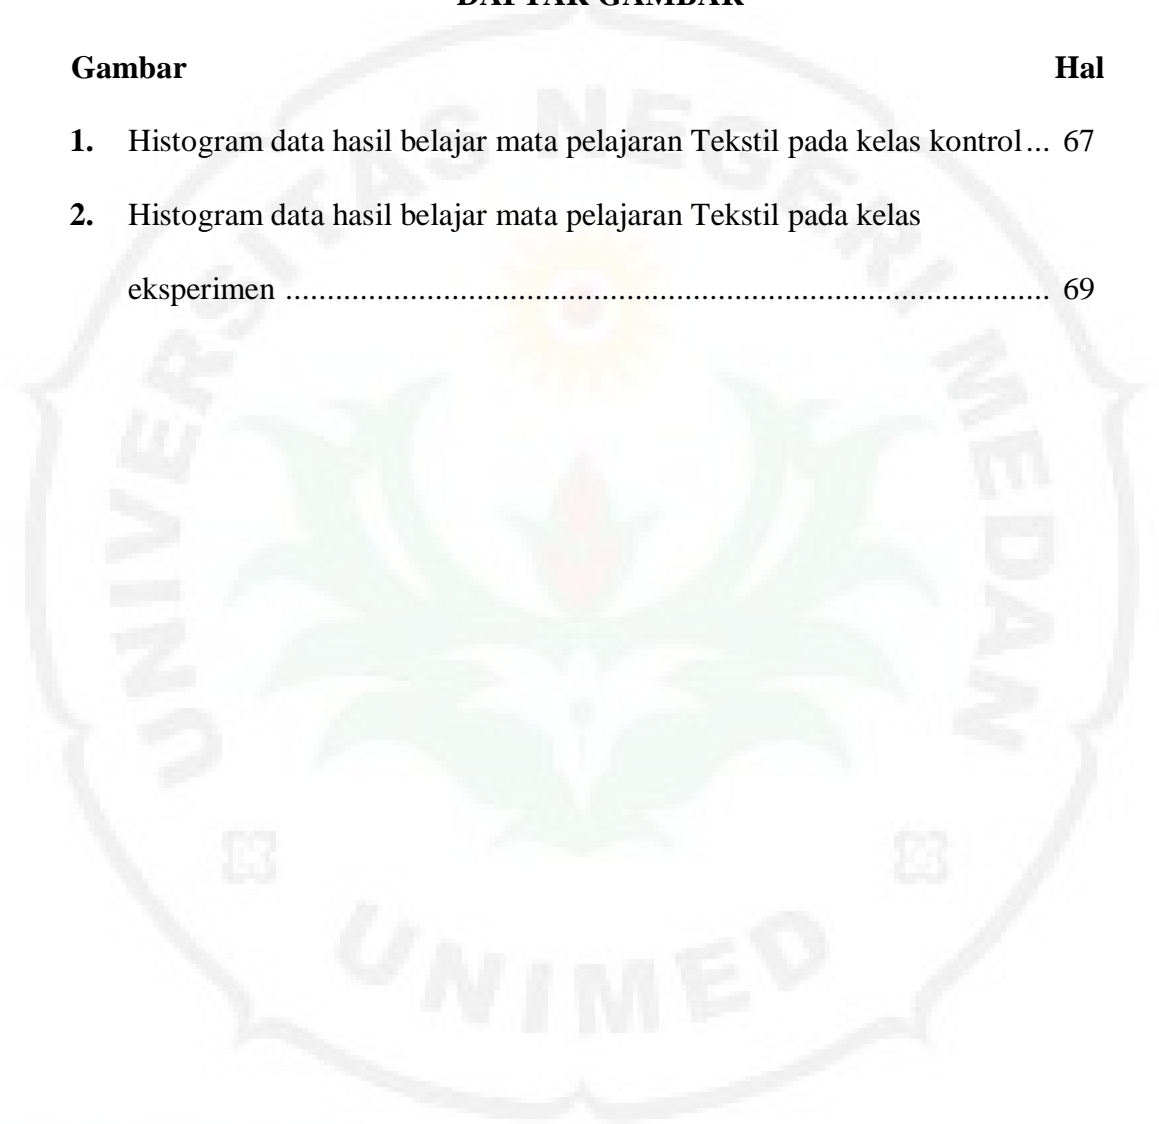 DAFTAR GAMBAR
Gambar Hal
1. Histogram data hasil belajar mata pelajaran Tekstil pada kelas kontrol... 67
2. Histogram data hasil belajar mata pelajaran Tekstil pada kelas
eksperimen ............................................................................................ 69
UNIVERSITAS NEGERI MEDAN
UNIMED